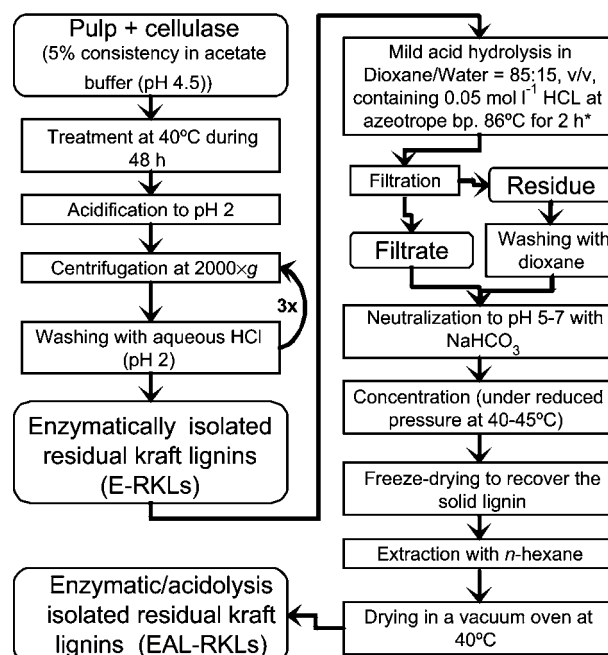 Pulp + cellulase
(5% consistency in acetate
buffer (pH 4.5))
Treatment at 40ºC during
48 h
Acidification to pH 2
Centrifugation at 2000×g
3x
Washing with aqueous HCl
(pH 2)
Enzymatically isolated
residual kraft lignins
(E-RKLs)
Mild acid hydrolysis in
Dioxane/Water = 85:15, v/v,
containing 0.05 mol l⁻¹ HCL at
azeotrope bp. 86ºC for 2 h*
Filtration
Residue
Filtrate
Washing with
dioxane
Neutralization to pH 5-7 with
NaHCO₃
Concentration (under reduced
pressure at 40-45ºC)
Freeze-drying to recover the
solid lignin
Extraction with n-hexane
Drying in a vacuum oven at
40ºC
Enzymatic/acidolysis
isolated residual kraft
lignins (EAL-RKLs)